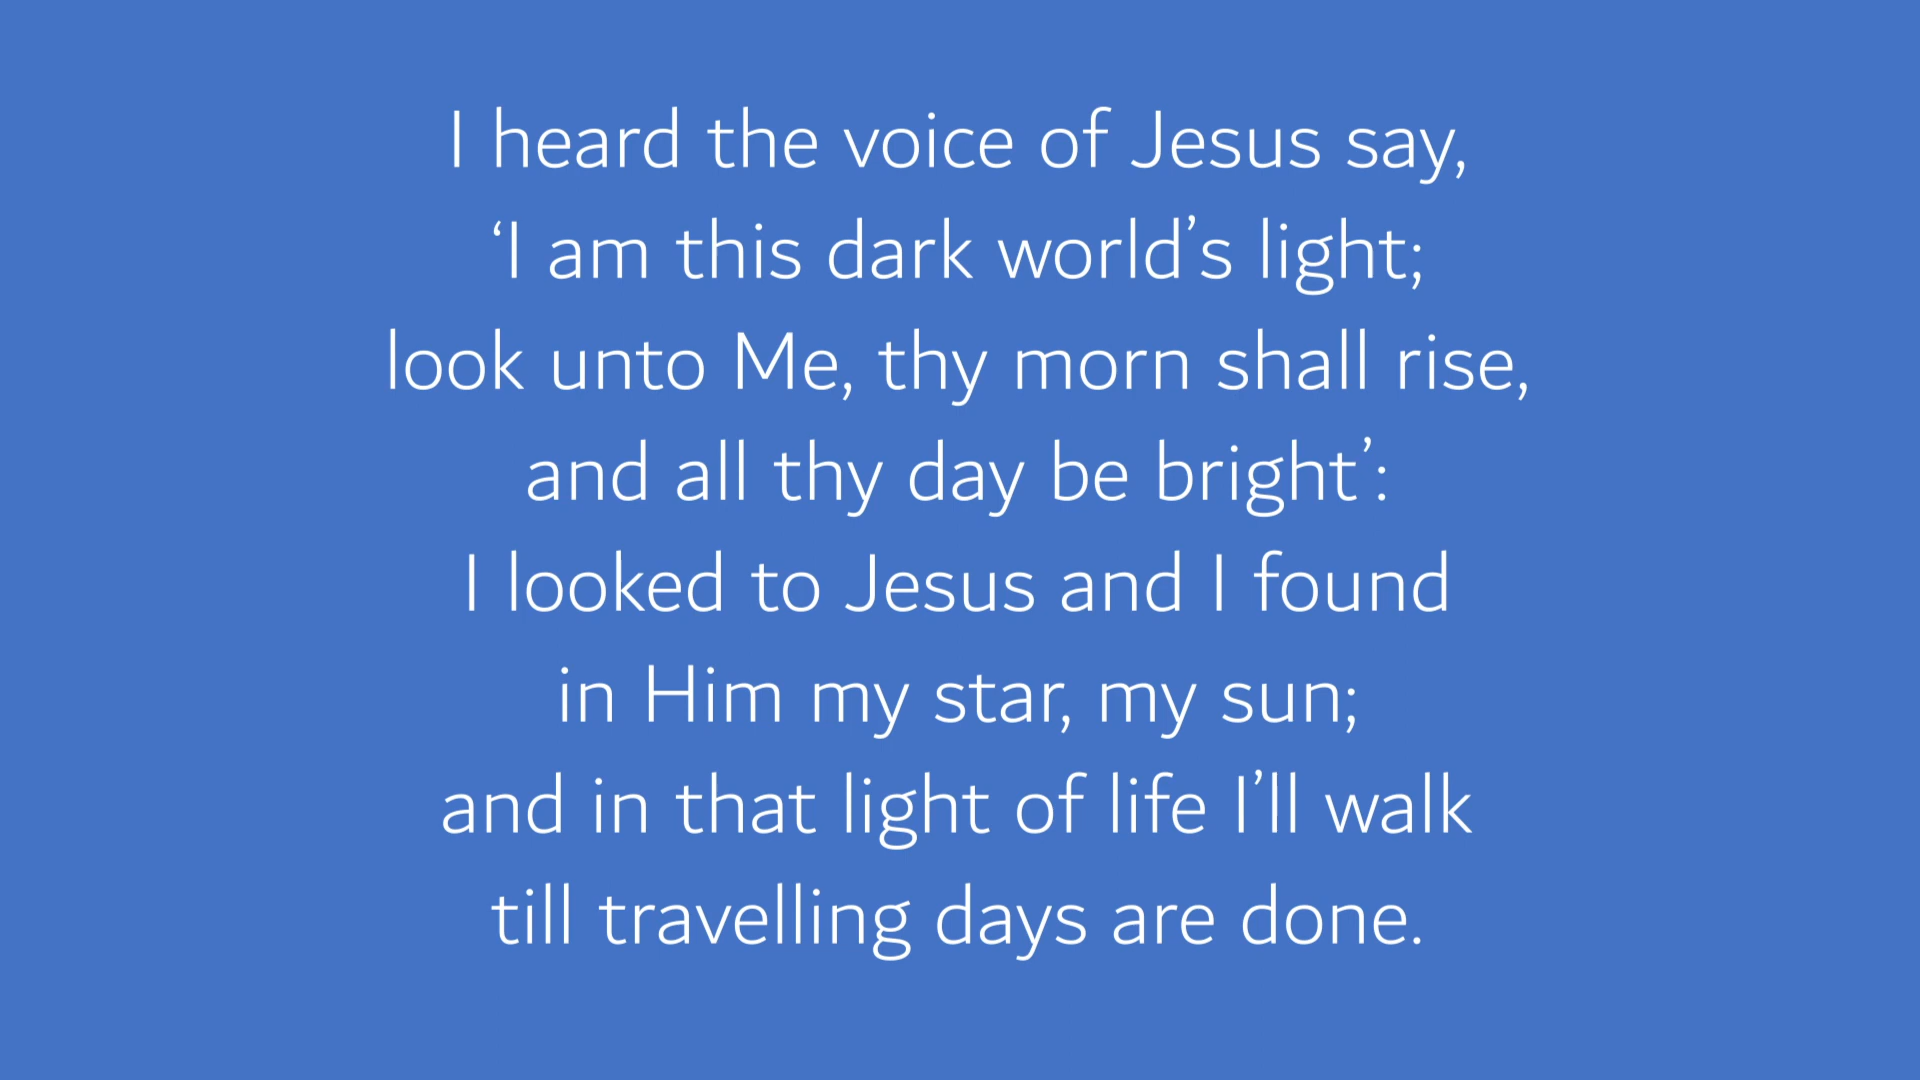 I heard the voice of Jesus say,
‘I am this dark world’s light;
look unto Me, thy morn shall rise,
and all thy day be bright’:
I looked to Jesus and I found
in Him my star, my sun;
and in that light of life I’ll walk
till travelling days are done.